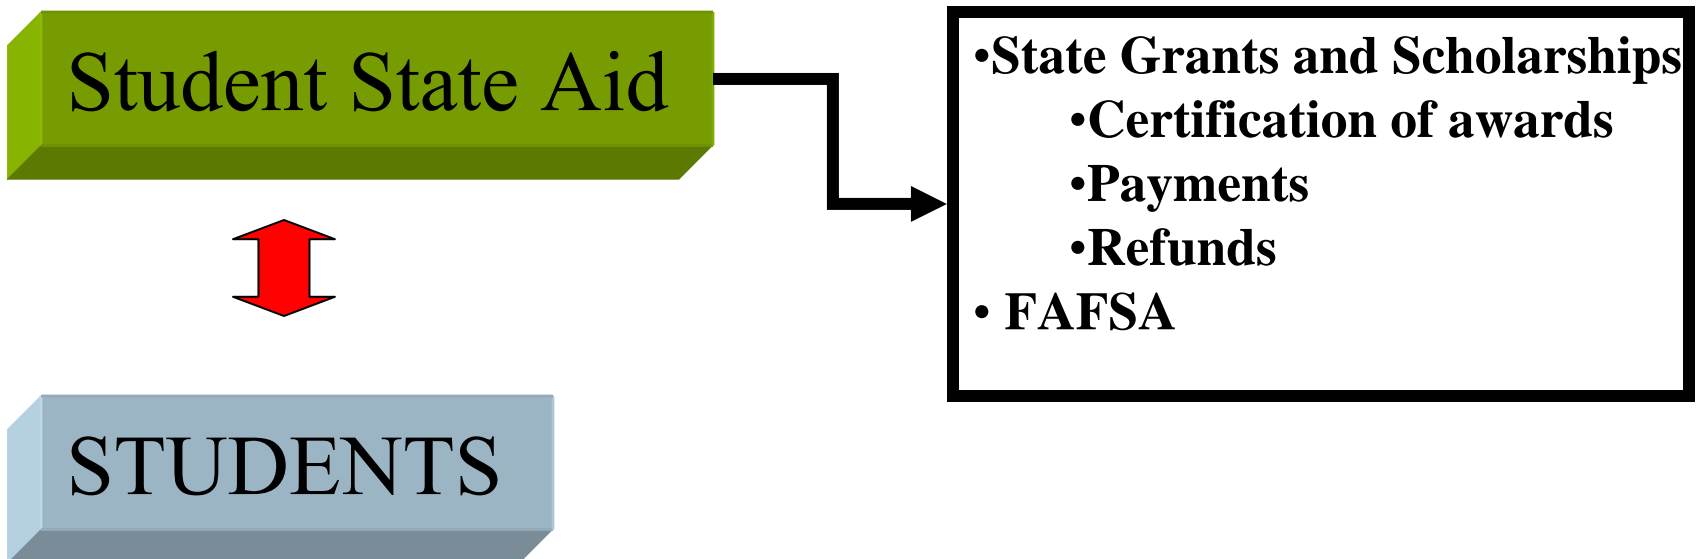 Student State Aid
•State Grants and Scholarships
•Certification of awards
•Payments
•Refunds
• FAFSA
STUDENTS